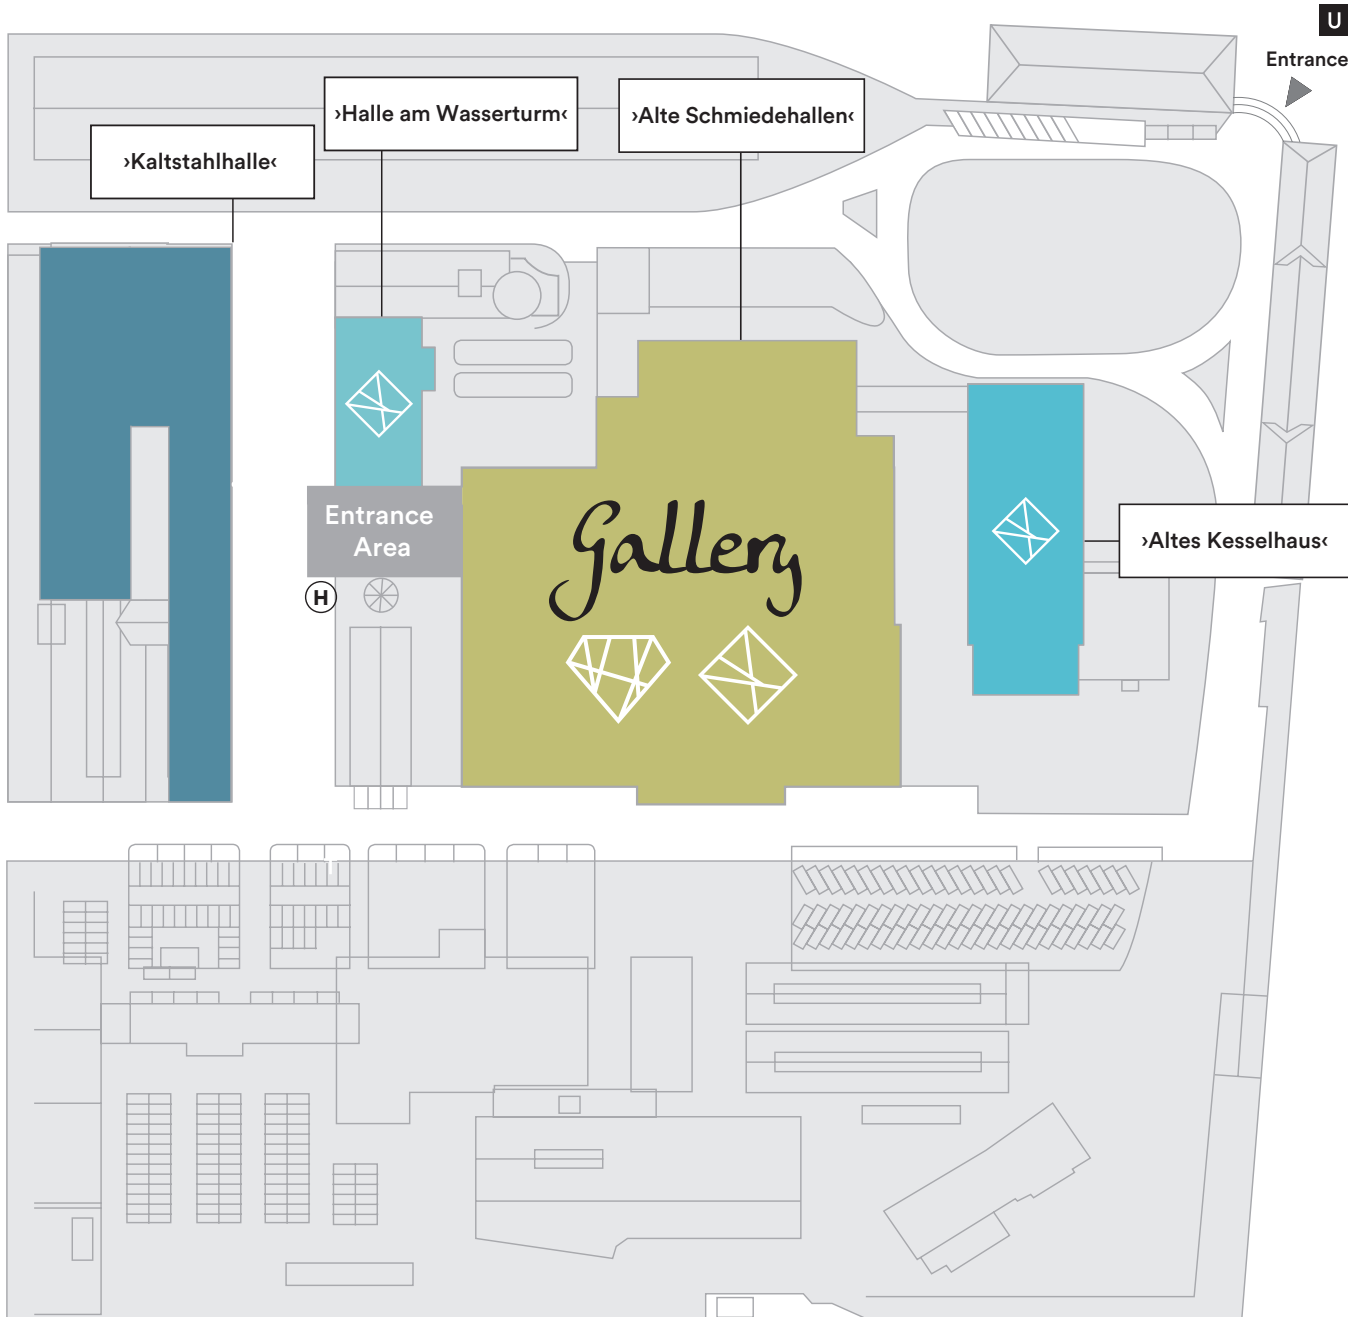 U
Entrance
›Halle am Wasserturm‹
›Alte Schmiedehallen‹
›Kaltstahlhalle‹
Entrance
Area
Gallery
›Altes Kesselhaus‹
H